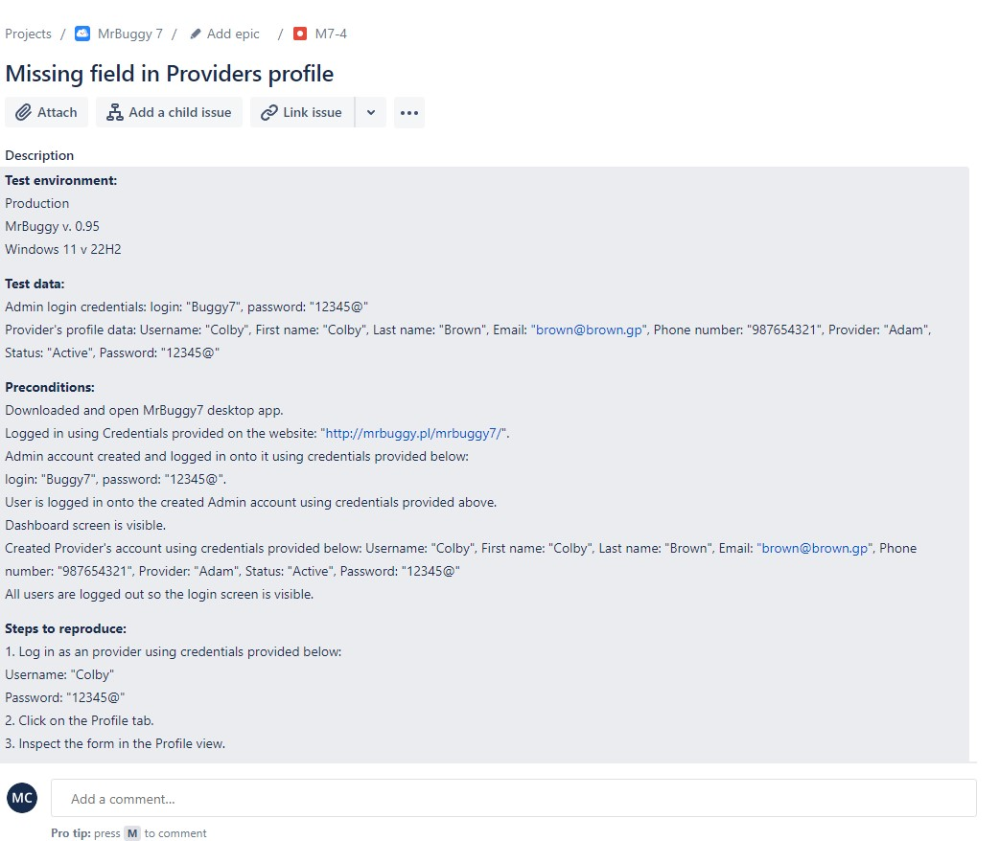 Projects / MrBuggy 7 / Add epic / M7-4
Missing field in Providers profile
Attach Add a child issue Link issue
Description
Test environment:
Production
MrBuggy v. 0.95
Windows 11 v 22H2
Test data:
Admin login credentials: login: "Buggy7", password: "12345@"
Provider's profile data: Username: "Colby", First name: "Colby", Last name: "Brown", Email: "brown@brown.gp", Phone number: "987654321", Provider: "Adam",
Status: "Active", Password: "12345@"
Preconditions:
Downloaded and open MrBuggy7 desktop app.
Logged in using Credentials provided on the website: "http://mrbuggy.pl/mrbuggy7/".
Admin account created and logged in onto it using credentials provided below:
login: "Buggy7", password: "12345@".
User is logged in onto the created Admin account using credentials provided above.
Dashboard screen is visible.
Created Provider's account using credentials provided below: Username: "Colby", First name: "Colby", Last name: "Brown", Email: "brown@brown.gp", Phone
number: "987654321", Provider: "Adam", Status: "Active", Password: "12345@"
All users are logged out so the login screen is visible.
Steps to reproduce:
1. Log in as an provider using credentials provided below:
Username: "Colby"
Password: "12345@"
2. Click on the Profile tab.
3. Inspect the form in the Profile view.
MC Add a comment...
Pro tip: press M to comment